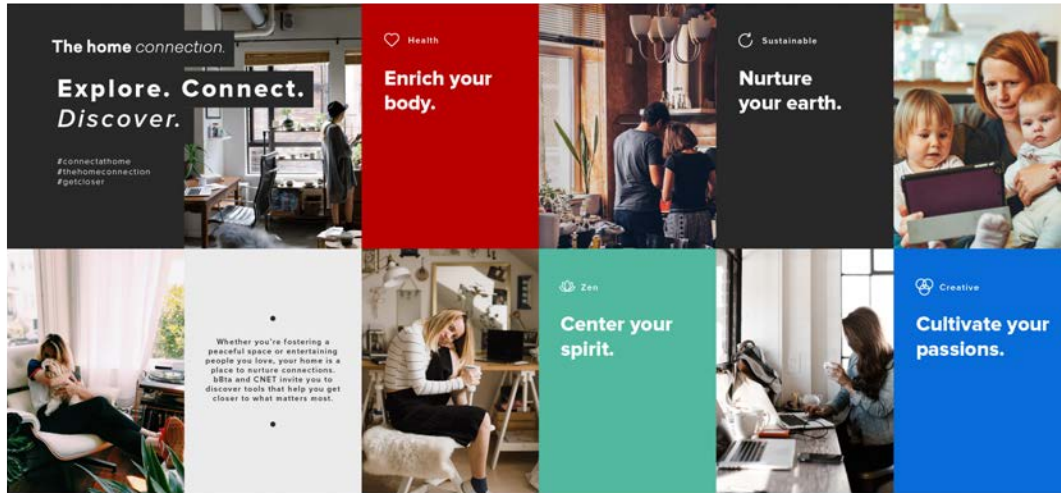 The home connection.
Explore. Connect.
Discover.
#connectathome
#thehomeconnection
#getcloser
Health
Enrich your
body.
Sustainable
Nurture
your earth.
Whether you're fostering a
peaceful space or entertaining
people you love, your home is a
place to nurture connections.
bBta and CNET invite you to
discover tools that help you get
closer to what matters most.
Zen
Center your
spirit.
Creative
Cultivate your
passions.